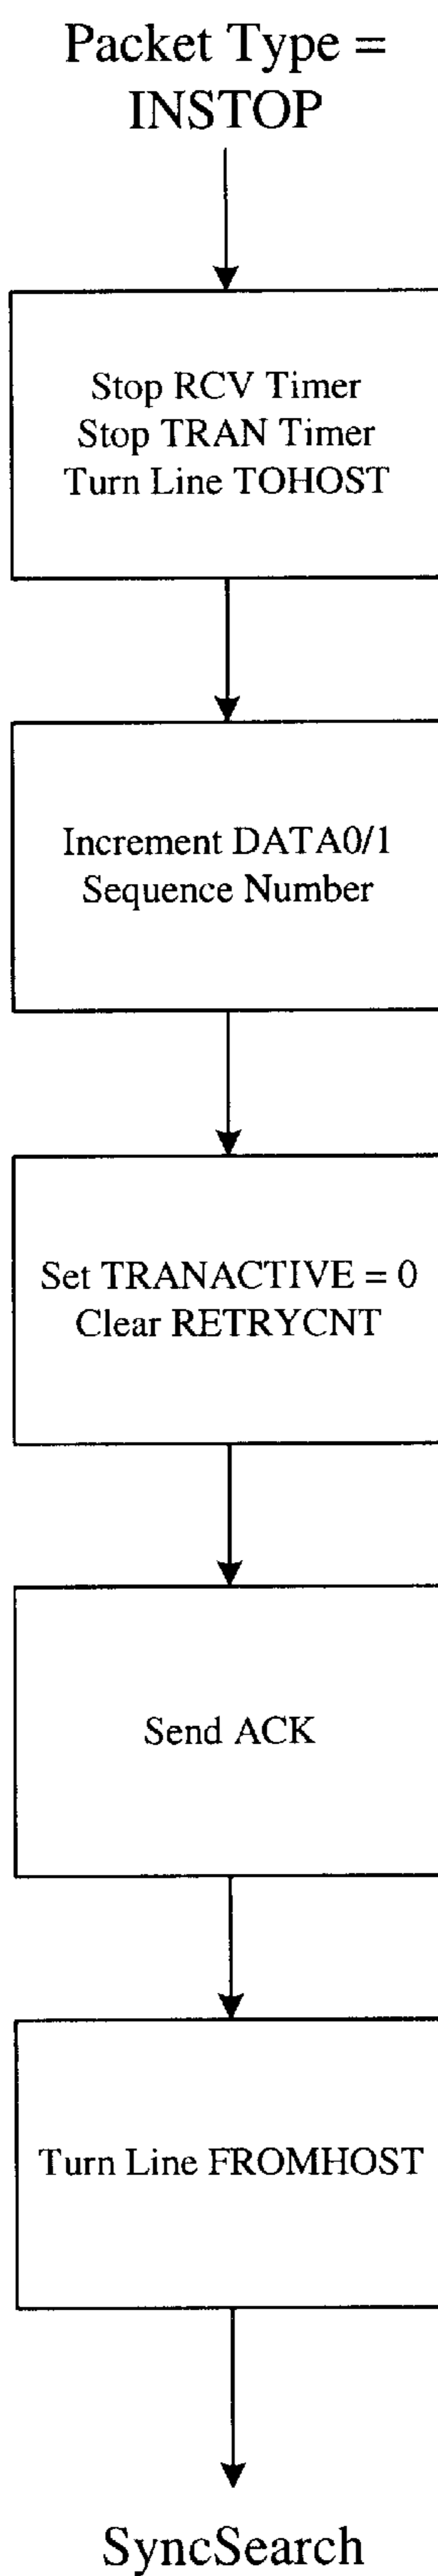 Packet Type =
INSTOP
Stop RCV Timer
Stop TRAN Timer
Turn Line TOHOST
Increment DATA0/1
Sequence Number
Set TRANACTIVE = 0
Clear RETRYCNT
Send ACK
Turn Line FROMHOST
SyncSearch